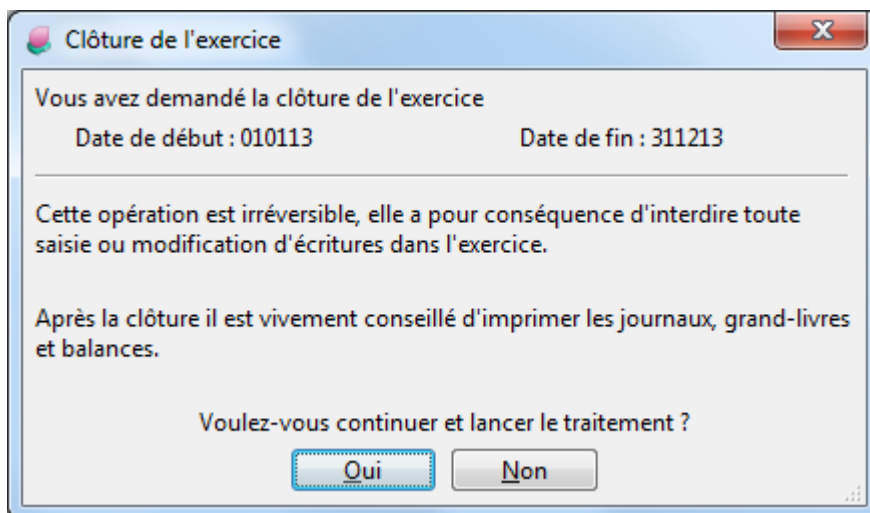 Clôture de l'exercice
Vous avez demandé la clôture de l'exercice
Date de début : 010113 Date de fin : 311213
Cette opération est irréversible, elle a pour conséquence d'interdire toute
saisie ou modification d'écritures dans l'exercice.
Après la clôture il est vivement conseillé d'imprimer les journaux, grand-livres
et balances.
Voulez-vous continuer et lancer le traitement ?
Oui Non